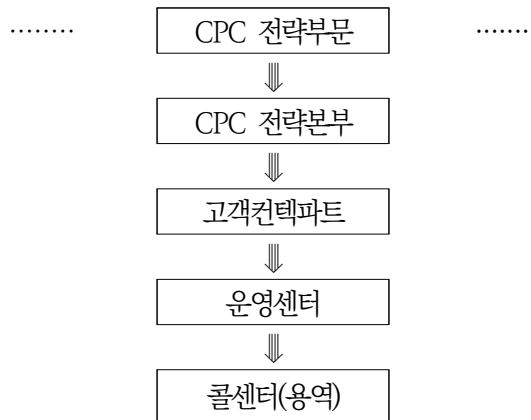 ........ CPC 전략부문 .......
CPC 전략본부
고객컨텍파트
운영센터
콜센터(용역)